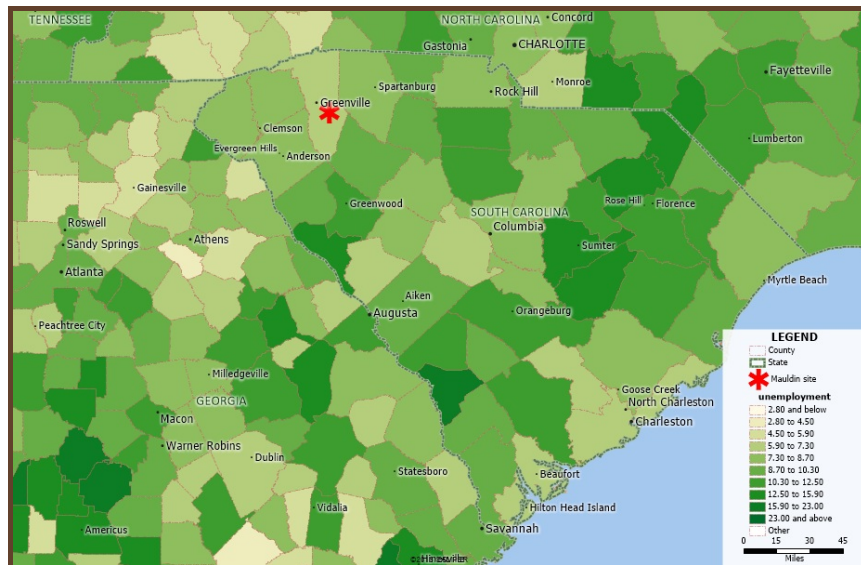 TENNESSEE
NORTH CAROLINA
Concord
Gastonia
CHARLOTTE
Spartanburg
Rock Hill
Monroe
Fayetteville
Greenville
Clemson
Evergreen Hills
Anderson
Lumberton
Gainesville
Greenwood
SOUTH CAROLINA
Columbia
Rose Hill
Florence
Roswell
Sandy Springs
Athens
Sumter
Atlanta
Myrtle Beach
Aiken
Augusta
Orangeburg
Peachtree City
Milledgeville
GEORGIA
Macon
Warner Robins
Dublin
Goose Creek
North Charleston
Charleston
Statesboro
Beaufort
Vidalia
Hilton Head Island
Americus
Savannah
Hinesville
LEGEND
County
State
Mauldin site
unemployment
2.80 and below
2.80 to 4.50
4.50 to 5.90
5.90 to 7.30
7.30 to 8.70
8.70 to 10.30
10.30 to 12.50
12.50 to 15.90
15.90 to 23.00
23.00 and above
Other
0 15 30 45
Miles